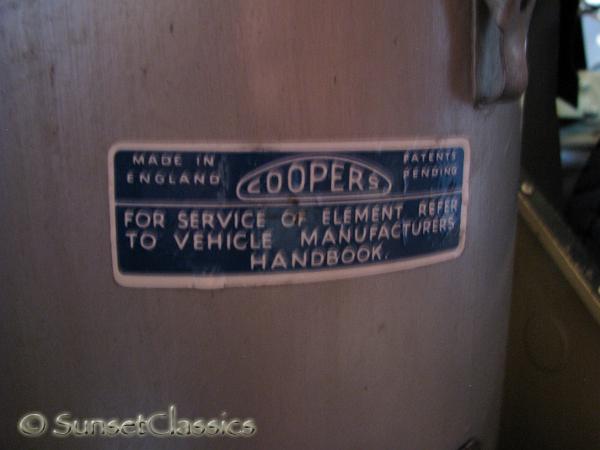 MADE IN
ENGLAND
COOPERS
PATENTS
PENDING
FOR SERVICE OF ELEMENT REFER
TO VEHICLE MANUFACTURERS
HANDBOOK.
© SunsetClassics